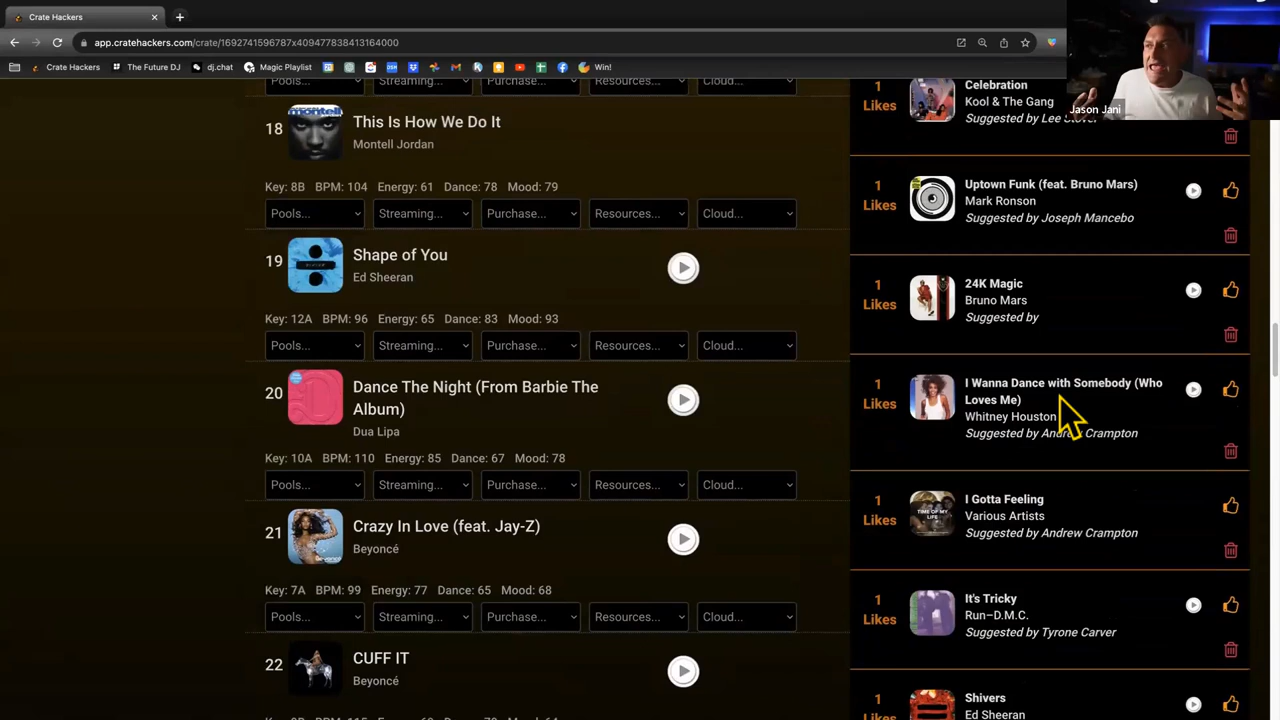 Crate Hackers
app.cratehackers.com/crate/1692741596787x409477838413164000
Crate Hackers
The Future DJ
dj.chat
Magic Playlist
Win!
Jason Jani
Pools...
Streaming...
Purchase...
Resources...
Cloud...
18
This Is How We Do It
Montell Jordan
Key: 8B BPM: 104 Energy: 61 Dance: 78 Mood: 79
Pools... Streaming... Purchase... Resources... Cloud...
19
Shape of You
Ed Sheeran
Key: 12A BPM: 96 Energy: 65 Dance: 83 Mood: 93
Pools... Streaming... Purchase... Resources... Cloud...
20
Dance The Night (From Barbie The
Album)
Dua Lipa
Key: 10A BPM: 110 Energy: 85 Dance: 67 Mood: 78
Pools... Streaming... Purchase... Resources... Cloud...
21
Crazy In Love (feat. Jay-Z)
Beyoncé
Key: 7A BPM: 99 Energy: 77 Dance: 65 Mood: 68
Pools... Streaming... Purchase... Resources... Cloud...
22
CUFF IT
Beyoncé
1
Likes
Celebration
Kool & The Gang
Suggested by Lee
1
Likes
Uptown Funk (feat. Bruno Mars)
Mark Ronson
Suggested by Joseph Mancebo
1
Likes
24K Magic
Bruno Mars
Suggested by
1
Likes
I Wanna Dance with Somebody (Who
Loves Me)
Whitney Houston
Suggested by Andrew Crampton
1
Likes
I Gotta Feeling
Various Artists
Suggested by Andrew Crampton
1
Likes
It's Tricky
Run–D.M.C.
Suggested by Tyrone Carver
1
Likes
Shivers
Ed Sheeran